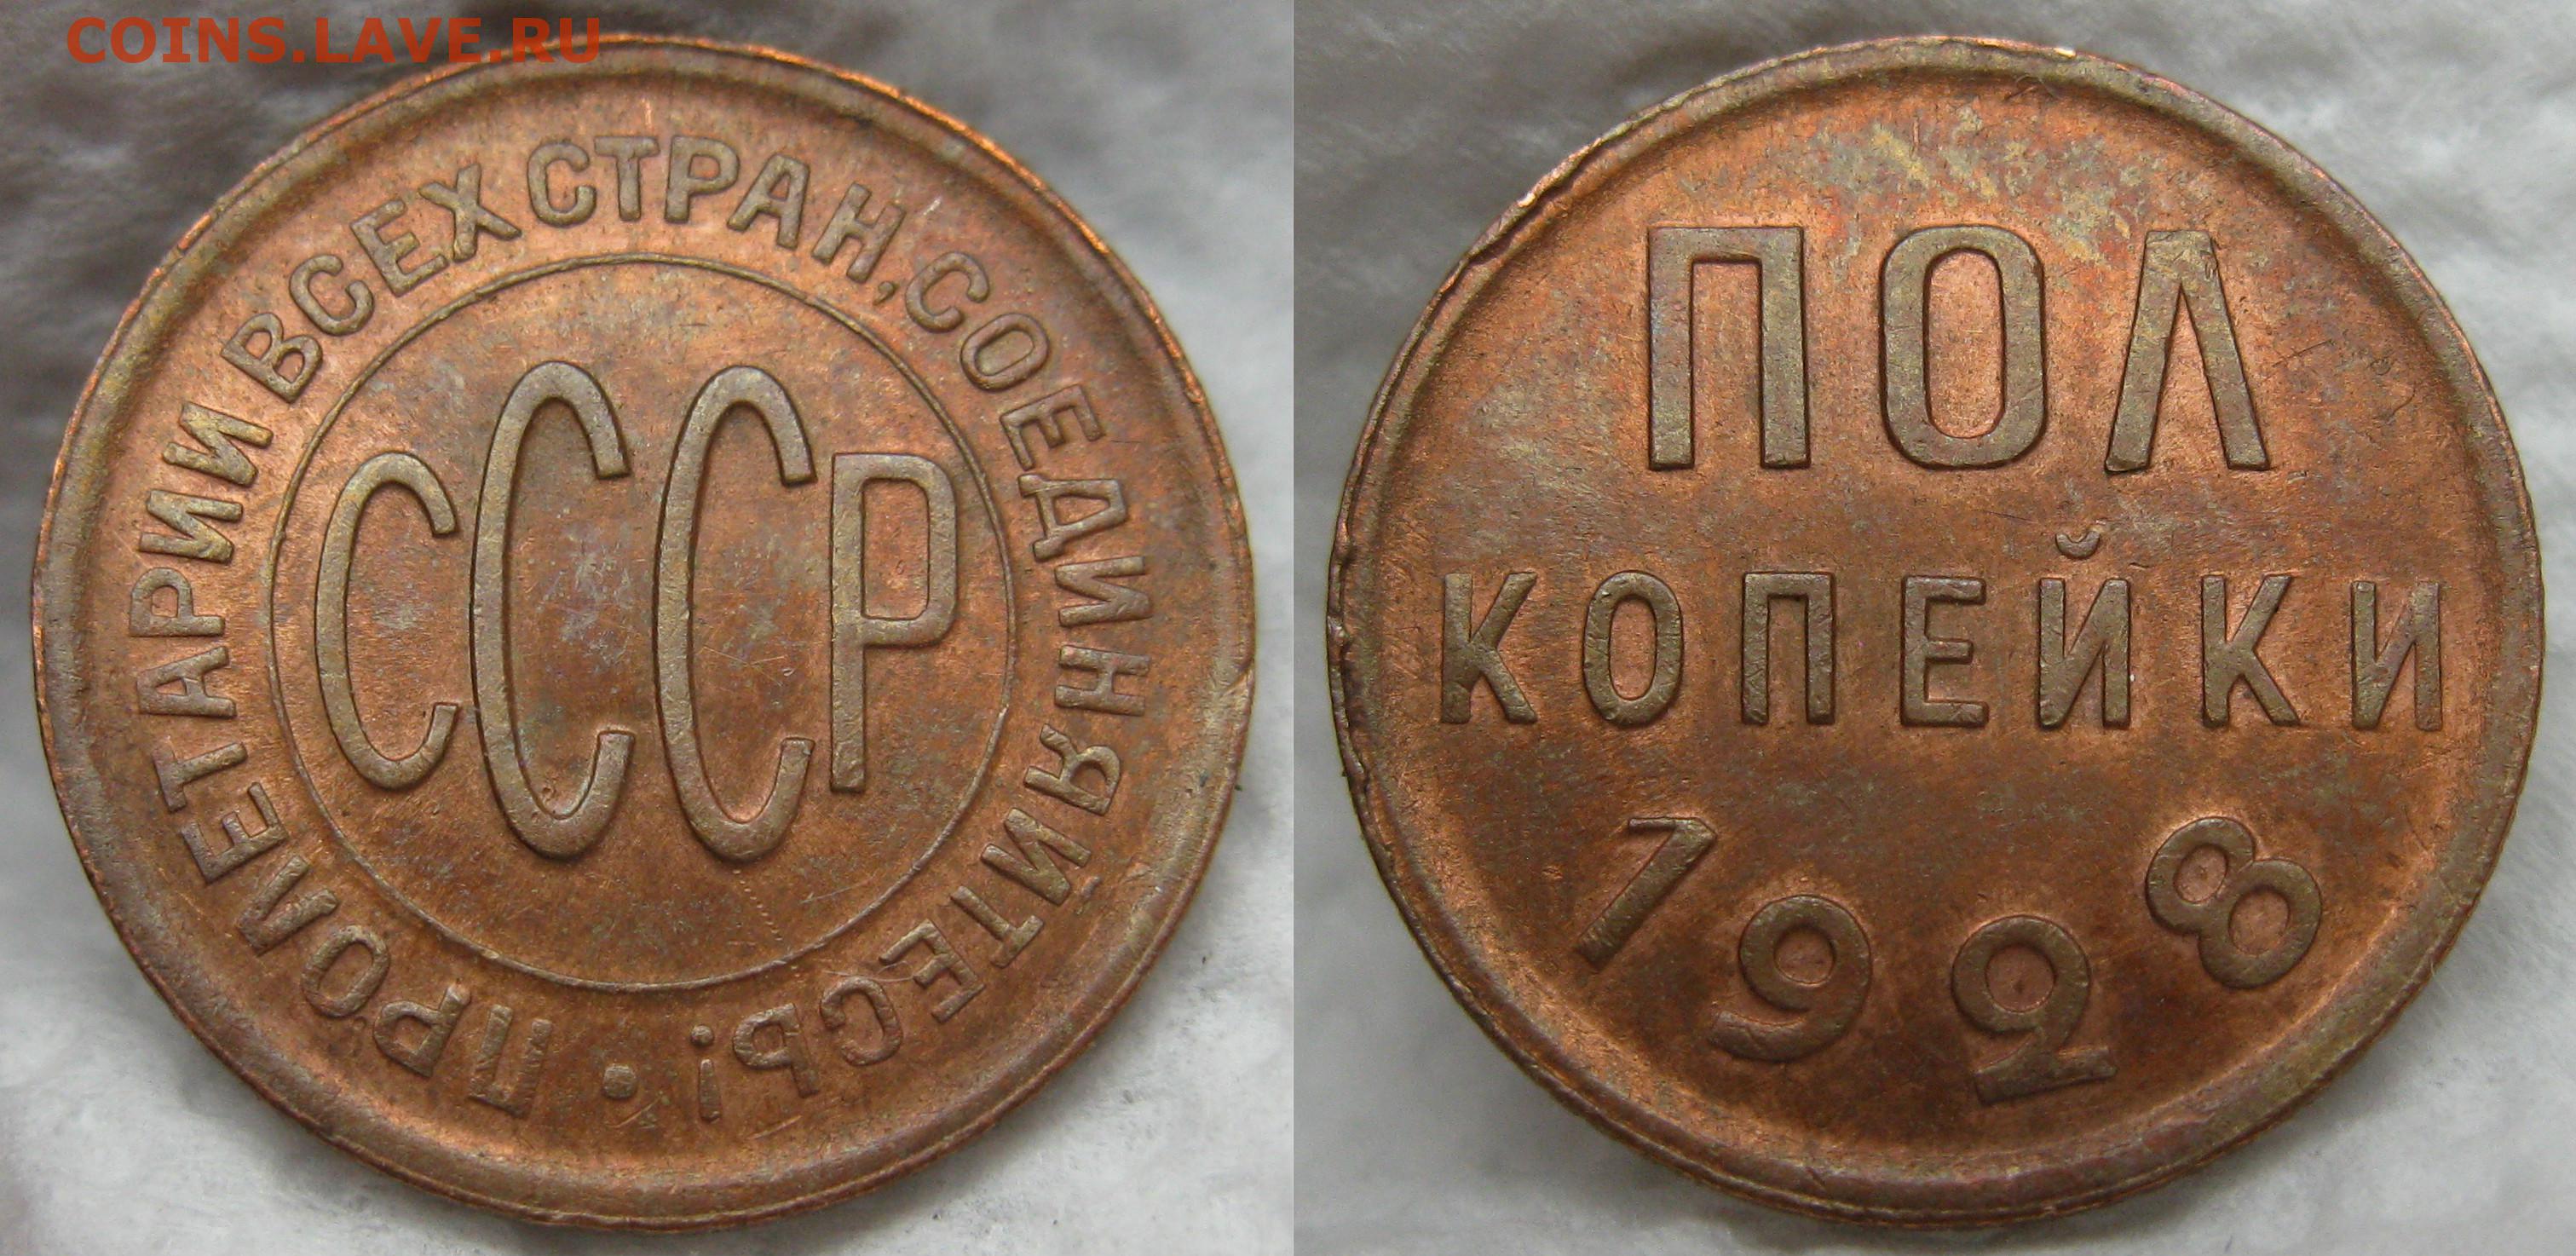 COINS.LAVE.RU
ПРОЛЕТАРИИ ВСЕХ СТРАН, СОЕДИНЯЙТЕСЬ! •
СССР
ПОЛ
КОПЕЙКИ
1928